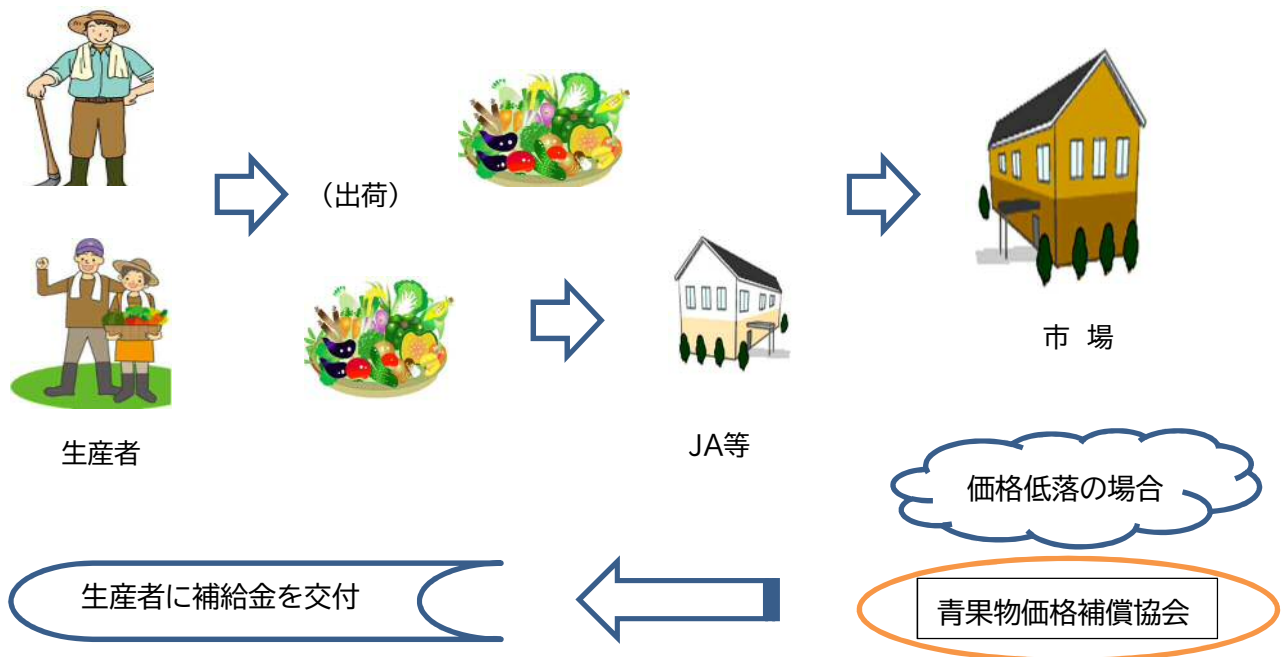 （出荷）
市 場
生産者
JA等
価格低落の場合
生産者に補給金を交付
青果物価格補償協会